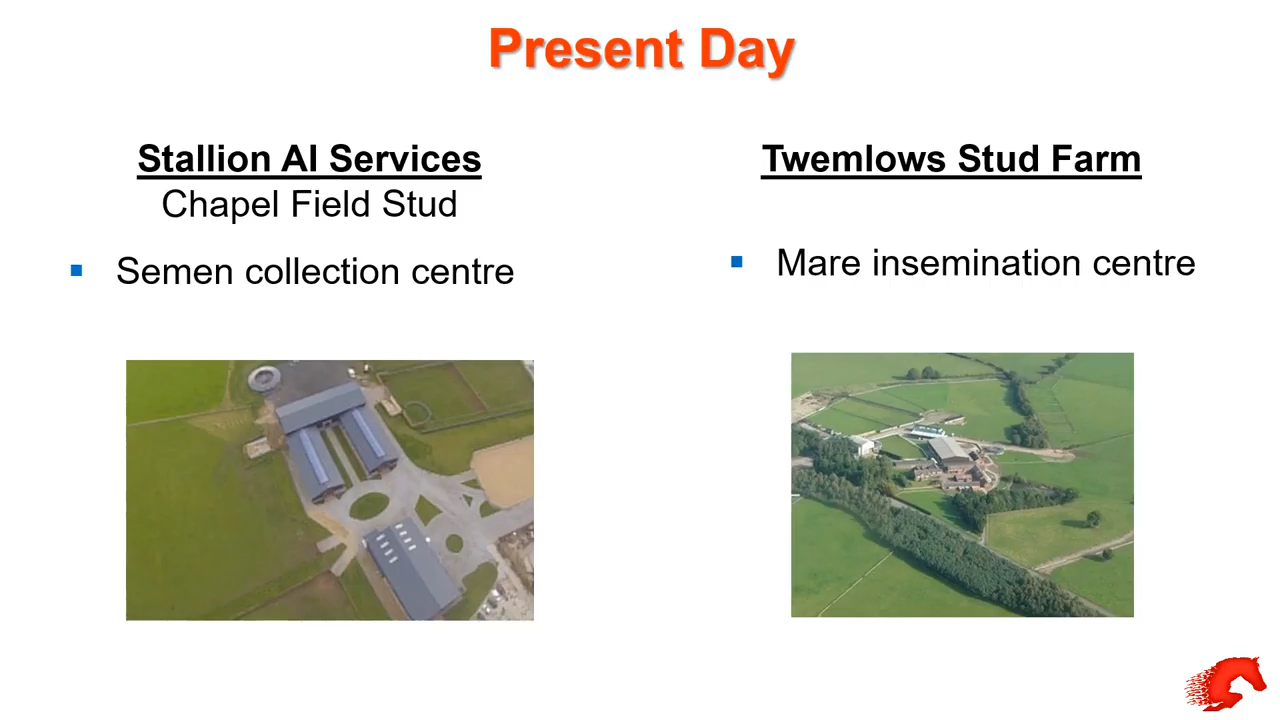 Present Day
Stallion AI Services
Chapel Field Stud
Semen collection centre
Twemlows Stud Farm
Mare insemination centre